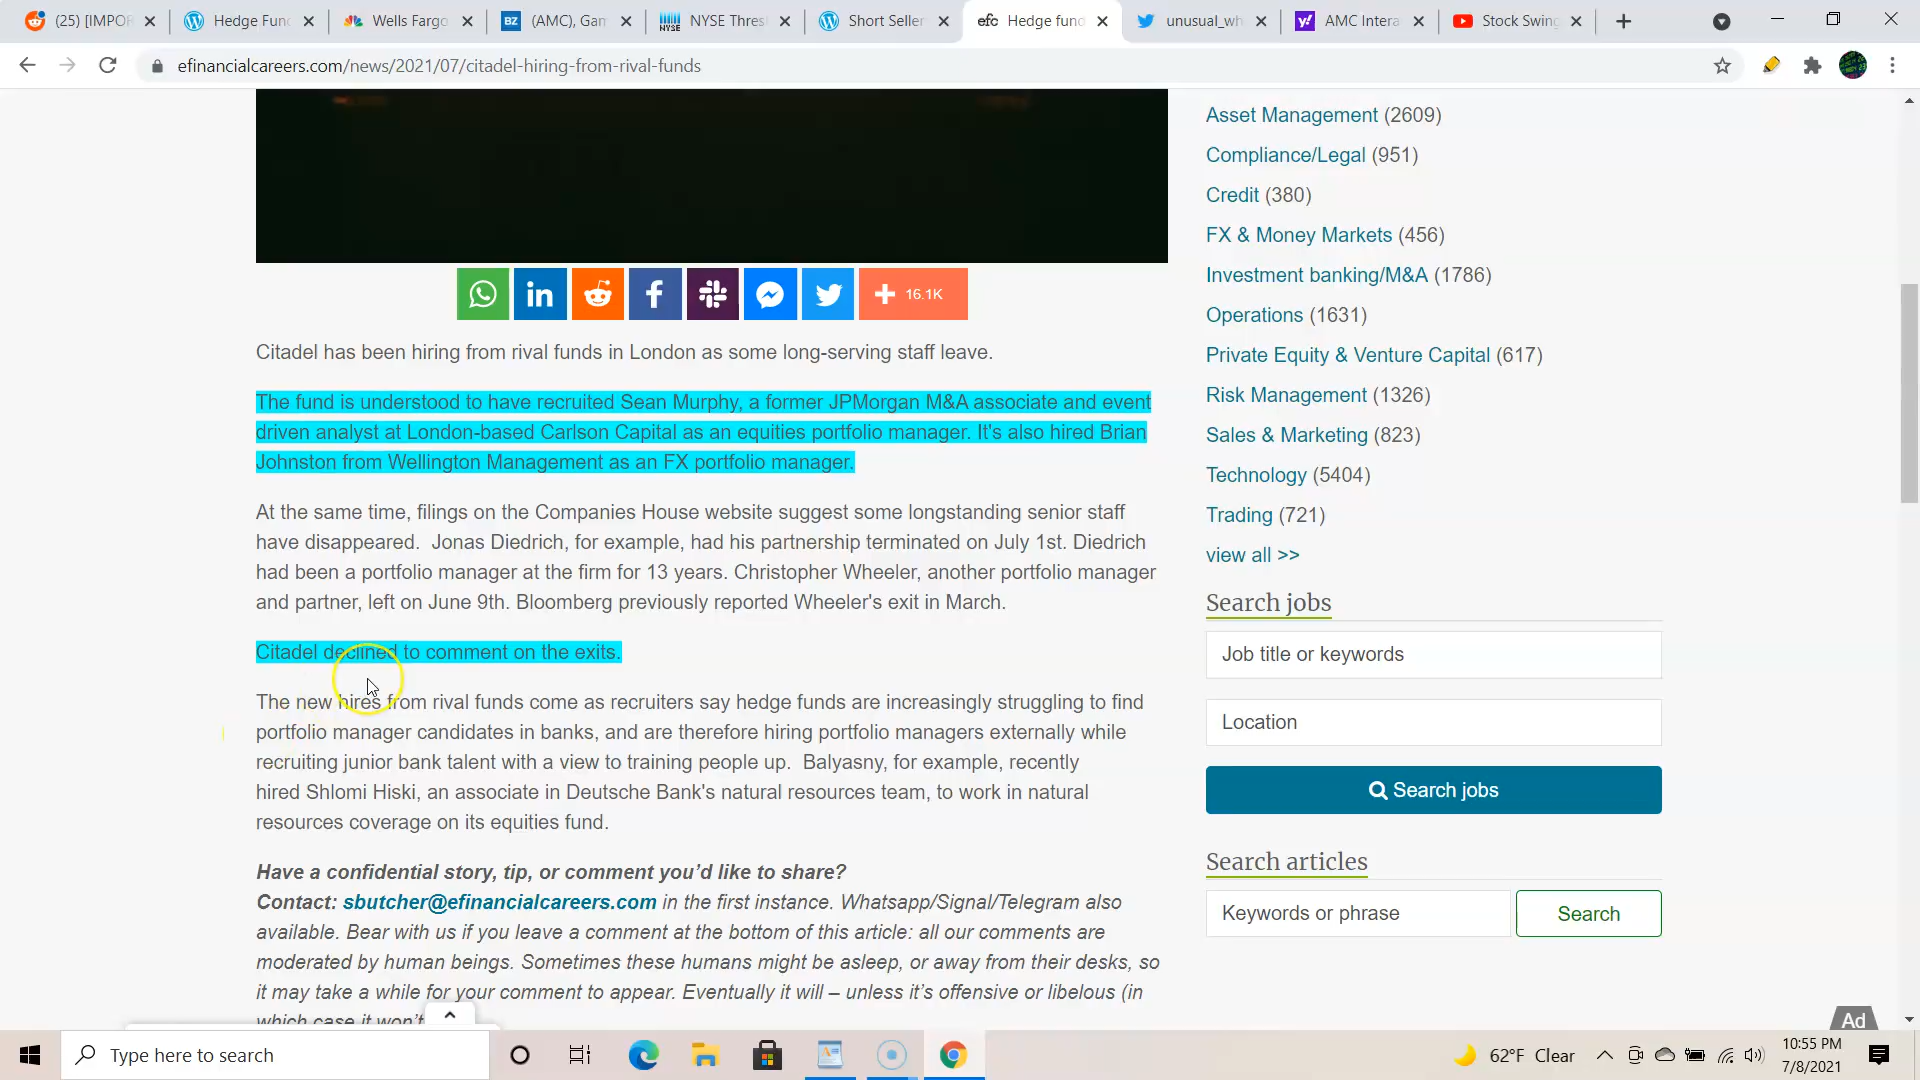 (25) [IMPOR
Hedge Fun
Wells Fargo
(AMC), Gam
NYSE Thresh
Short Seller
Hedge fund
unusual_wh
AMC Intera
Stock Swing
efinancialcareers.com/news/2021/07/citadel-hiring-from-rival-funds
16.1K
Citadel has been hiring from rival funds in London as some long-serving staff leave.
The fund is understood to have recruited Sean Murphy, a former JPMorgan M&A associate and event
driven analyst at London-based Carlson Capital as an equities portfolio manager. It's also hired Brian
Johnston from Wellington Management as an FX portfolio manager.
At the same time, filings on the Companies House website suggest some longstanding senior staff
have disappeared.  Jonas Diedrich, for example, had his partnership terminated on July 1st. Diedrich
had been a portfolio manager at the firm for 13 years. Christopher Wheeler, another portfolio manager
and partner, left on June 9th. Bloomberg previously reported Wheeler's exit in March.
Citadel declined to comment on the exits.
The new hires from rival funds come as recruiters say hedge funds are increasingly struggling to find
portfolio manager candidates in banks, and are therefore hiring portfolio managers externally while
recruiting junior bank talent with a view to training people up.  Balyasny, for example, recently
hired Shlomi Hiski, an associate in Deutsche Bank's natural resources team, to work in natural
resources coverage on its equities fund.
Have a confidential story, tip, or comment you’d like to share?
Contact: sbutcher@efinancialcareers.com in the first instance. Whatsapp/Signal/Telegram also
available. Bear with us if you leave a comment at the bottom of this article: all our comments are
moderated by human beings. Sometimes these humans might be asleep, or away from their desks, so
it may take a while for your comment to appear. Eventually it will – unless it’s offensive or libelous (in
which case it won’t
Asset Management (2609)
Compliance/Legal (951)
Credit (380)
FX & Money Markets (456)
Investment banking/M&A (1786)
Operations (1631)
Private Equity & Venture Capital (617)
Risk Management (1326)
Sales & Marketing (823)
Technology (5404)
Trading (721)
view all >>
Search jobs
Job title or keywords
Location
Search jobs
Search articles
Keywords or phrase
Search
Ad
Type here to search
62°F Clear
10:55 PM
7/8/2021